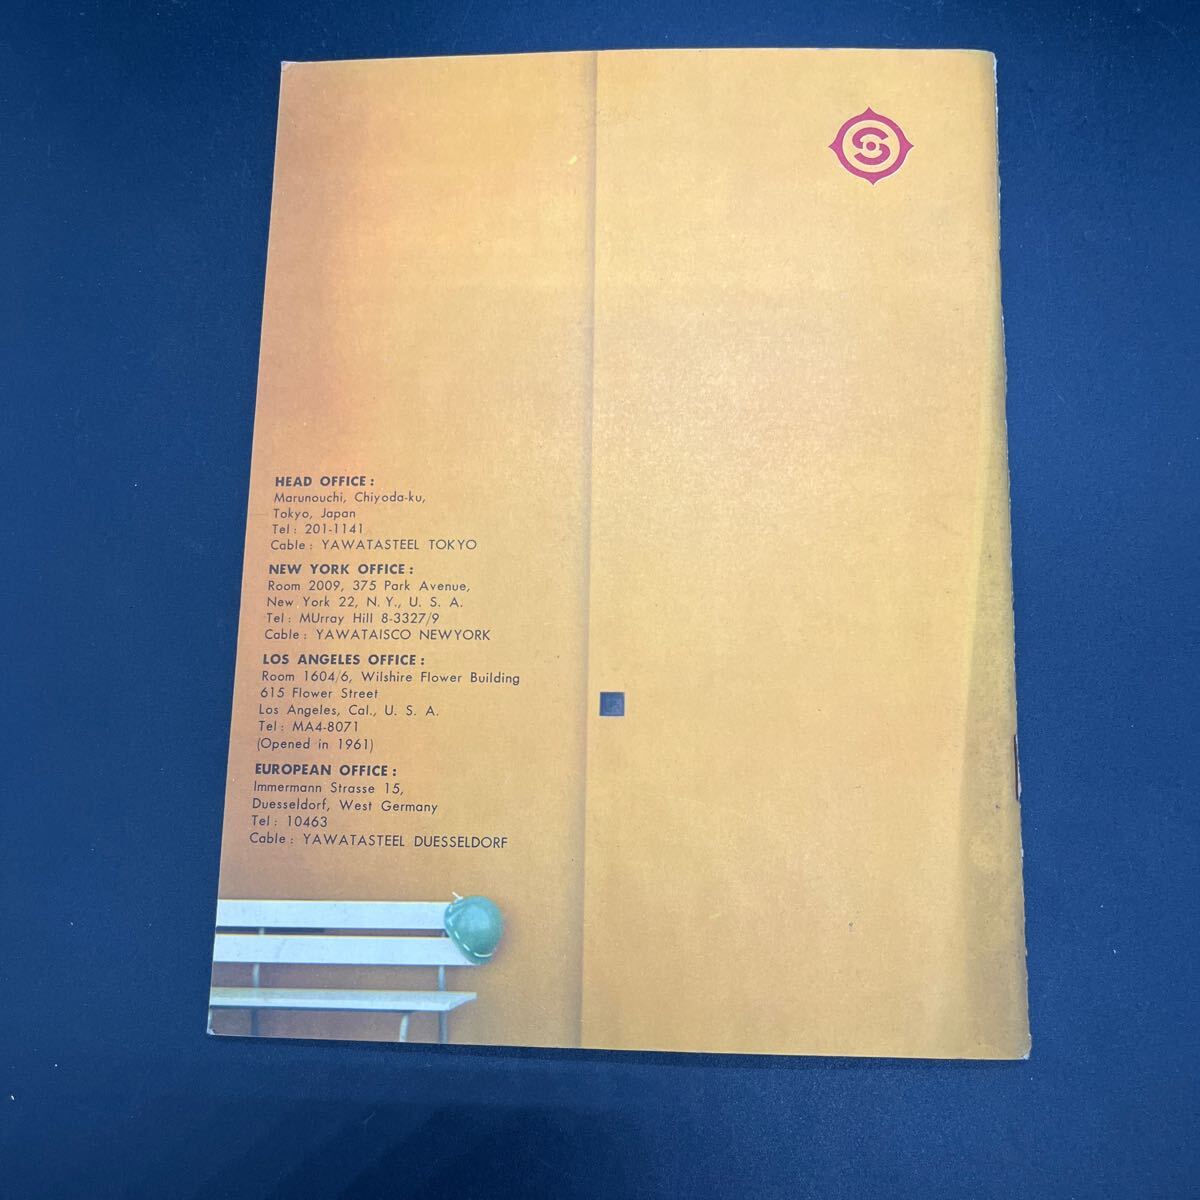 S
HEAD OFFICE :
Marunouchi, Chiyoda-ku,
Tokyo, Japan
Tel : 201-1141
Cable : YAWATASTEEL TOKYO
NEW YORK OFFICE :
Room 2009, 375 Park Avenue,
New York 22, N. Y., U. S. A.
Tel : MUrray Hill 8-3327/9
Cable : YAWATAISCO NEWYORK
LOS ANGELES OFFICE :
Room 1604/6, Wilshire Flower Building
615 Flower Street
Los Angeles, Cal., U. S. A.
Tel : MA4-8071
(Opened in 1961)
EUROPEAN OFFICE :
Immermann Strasse 15,
Duesseldorf, West Germany
Tel : 10463
Cable : YAWATASTEEL DUESSELDORF